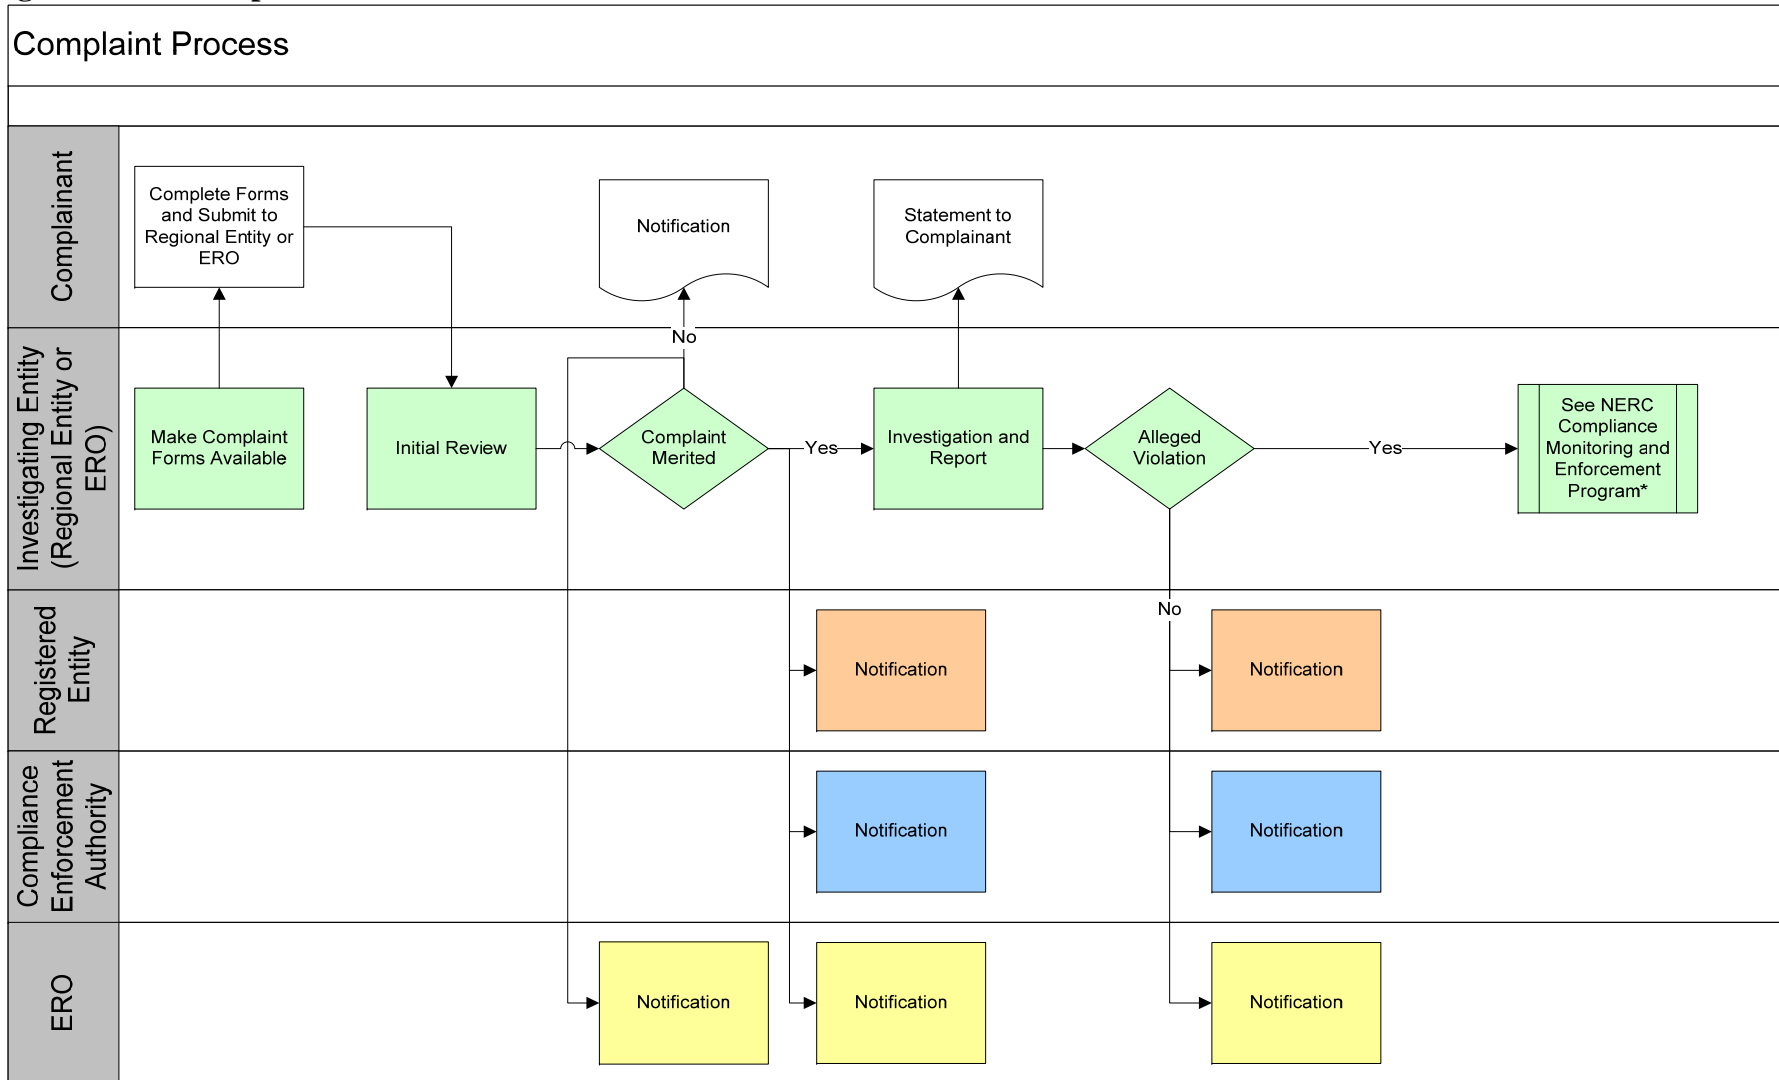 Complaint Process
Complainant
Complete Forms
and Submit to
Regional Entity or
ERO
Notification
Statement to
Complainant
No
Investigating Entity
(Regional Entity or
ERO)
Make Complaint
Forms Available
Initial Review
Complaint
Merited
Yes
Investigation and
Report
Alleged
Violation
Yes
See NERC
Compliance
Monitoring and
Enforcement
Program*
No
Registered
Entity
Notification
Notification
Compliance
Enforcement
Authority
Notification
Notification
ERO
Notification
Notification
Notification